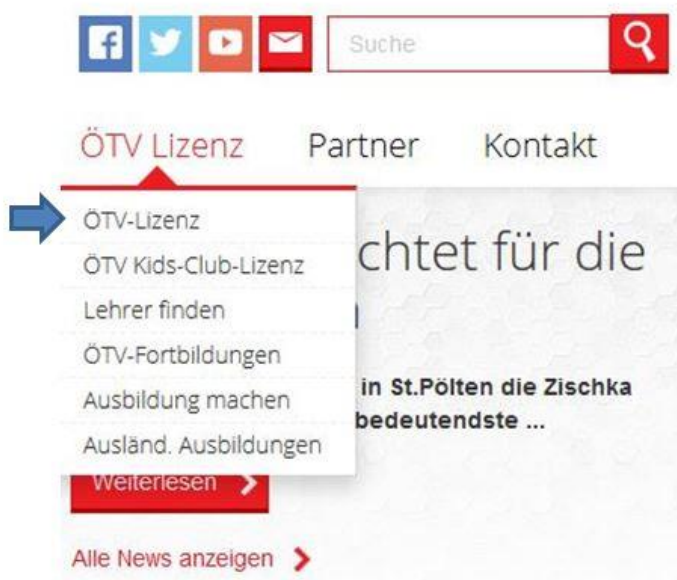 Suche
ÖTV Lizenz Partner Kontakt
ÖTV-Lizenz
ÖTV Kids-Club-Lizenz
Lehrer finden
ÖTV-Fortbildungen
Ausbildung machen
Ausländ. Ausbildungen
für die
in St.Pölten die Zischka
bedeutendste ...
Weiterlesen
Alle News anzeigen